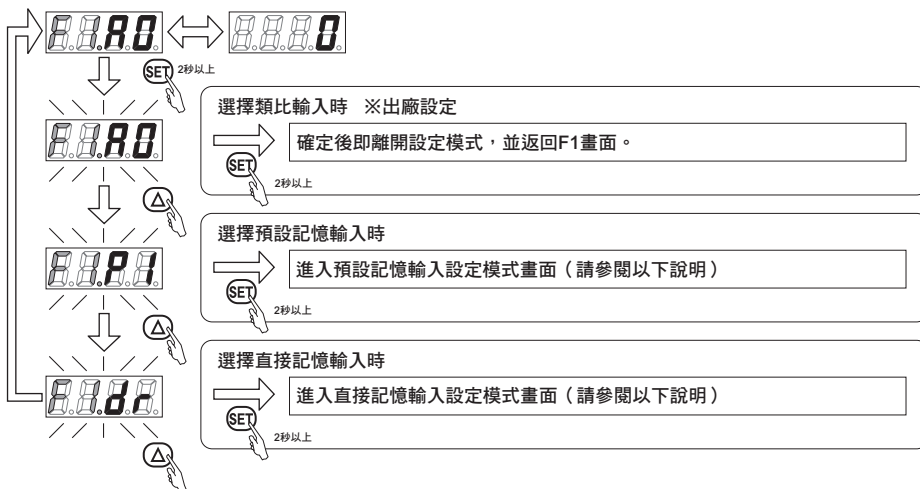 F1.A0 0
SET 2秒以上
F1.A0
選擇類比輸入時 ※出廠設定
確定後即離開設定模式，並返回F1畫面。
SET
2秒以上
△
F1.P1
選擇預設記憶輸入時
進入預設記憶輸入設定模式畫面（請參閱以下說明）
SET
2秒以上
△
F1.dr
選擇直接記憶輸入時
進入直接記憶輸入設定模式畫面（請參閱以下說明）
SET
2秒以上
△